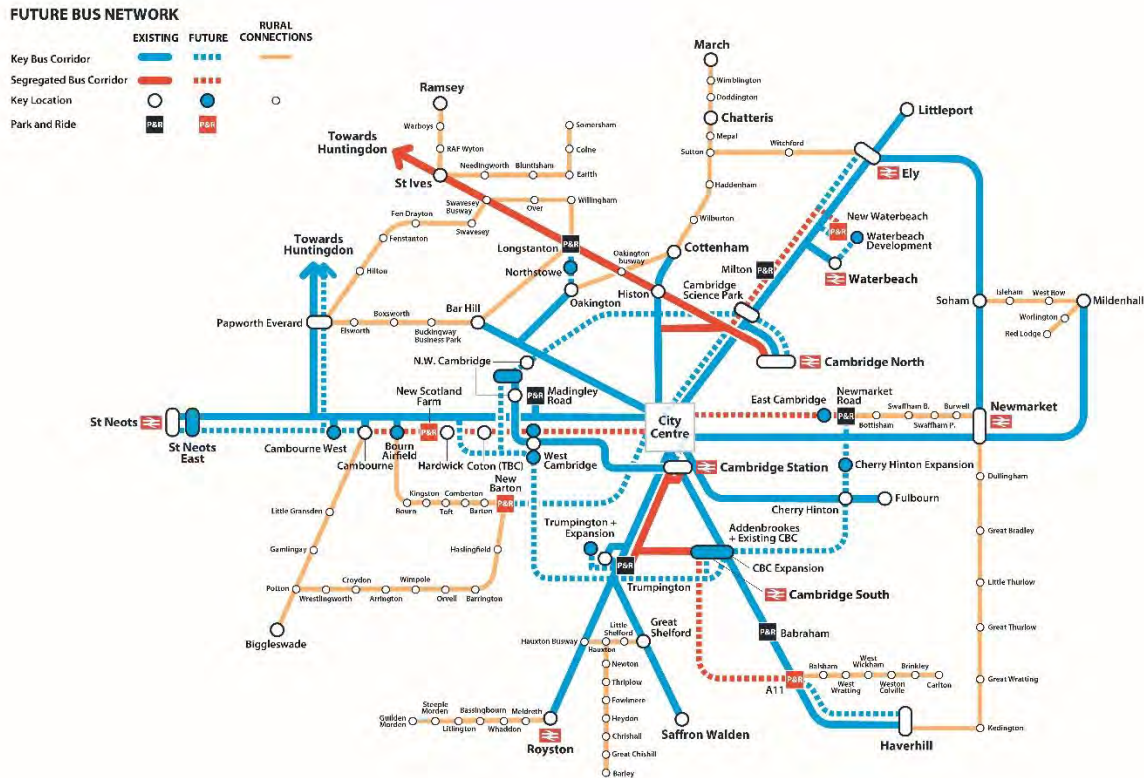 FUTURE BUS NETWORK
EXISTING
FUTURE
RURAL
CONNECTIONS
Key Bus Corridor
Segregated Bus Corridor
Key Location
Park and Ride
P&R
P&R
March
Wimblington
Doddington
Chatteris
Mepal
Sutton
Witchford
Haddenham
Wilburton
Cottenham
Littleport
Ely
Ramsey
Warboys
RAF Wyton
Somersham
Colne
Earith
Needingworth
Bluntisham
Towards
Huntingdon
St Ives
Swavesey
Busway
Over
Willingham
Fen Drayton
Swavesey
Fenstanton
Hilton
Longstanton
P&R
Oakington
busway
Northstowe
Oakington
Histon
Bar Hill
Towards
Huntingdon
Papworth Everard
Elsworth
Boxsworth
Buckingway
Business Park
New Waterbeach
P&R
Waterbeach
Development
Waterbeach
Milton
P&R
Cambridge
Science Park
Cambridge North
Soham
Isleham
West Row
Mildenhall
Worlington
Red Lodge
N.W. Cambridge
Madingley
Road
P&R
New Scotland
Farm
P&R
St Neots
St Neots
East
Cambourne West
Cambourne
Bourn
Airfield
Hardwick
Coton (TBC)
West
Cambridge
City
Centre
East Cambridge
Newmarket
Road
P&R
Bottisham
Swaffham B.
Swaffham P.
Burwell
Newmarket
Cambridge Station
Cherry Hinton Expansion
Cherry Hinton
Fulbourn
New
Barton
P&R
Kingston
Comberton
Bourn
Toft
Barton
Little Gransden
Gamlingay
Potton
Wrestlingworth
Croydon
Arrington
Wimpole
Orwell
Barrington
Haslingfield
Biggleswade
Trumpington +
Expansion
P&R
Trumpington
Addenbrookes
+ Existing CBC
CBC Expansion
Cambridge South
P&R
Babraham
P&R
A11
Balsham
West
Wratting
West
Wickham
Weston
Colville
Brinkley
Carlton
Dullingham
Great Bradley
Little Thurlow
Great Thurlow
Great Wratting
Kedington
Haverhill
Great
Shelford
Little
Shelford
Hauxton Busway
Hauxton
Newton
Thriplow
Fowlmere
Heydon
Chrishall
Great Chishill
Barley
Saffron Walden
Royston
Meldreth
Whaddon
Bassingbourn
Litlington
Steeple
Morden
Guilden
Morden